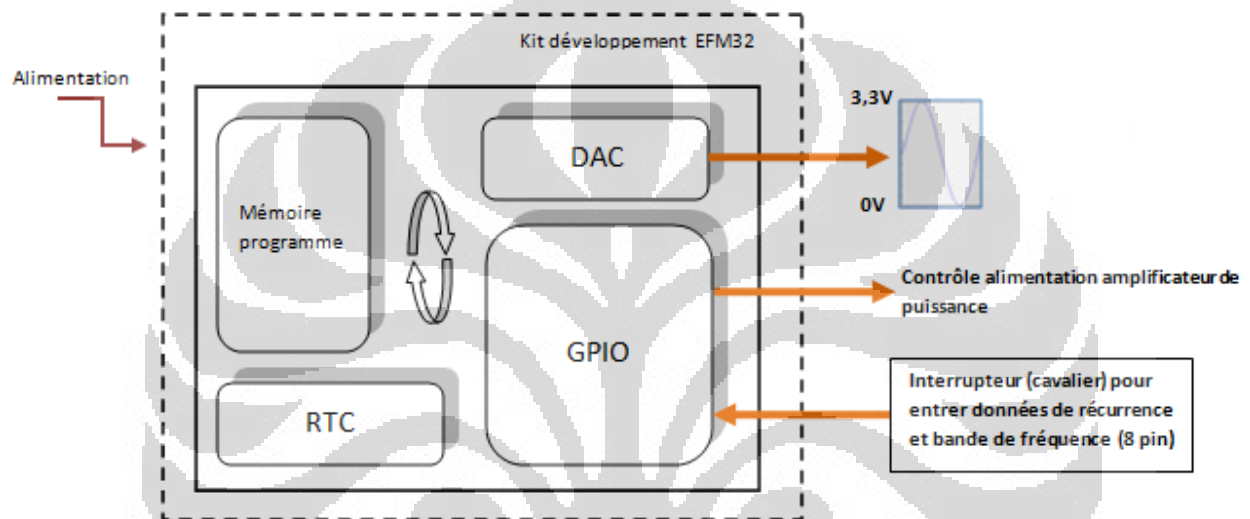 Kit développement EFM32
Alimentation
3,3V
DAC
0V
Mémoire
programme
Contrôle alimentation amplificateur de
puissance
GPIO
Interrupteur (cavalier) pour
entrer données de récurrence
et bande de fréquence (8 pin)
RTC